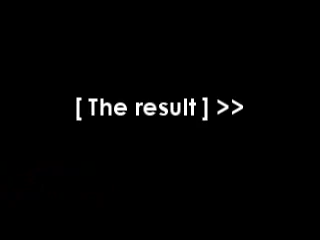 [ The result ] >>